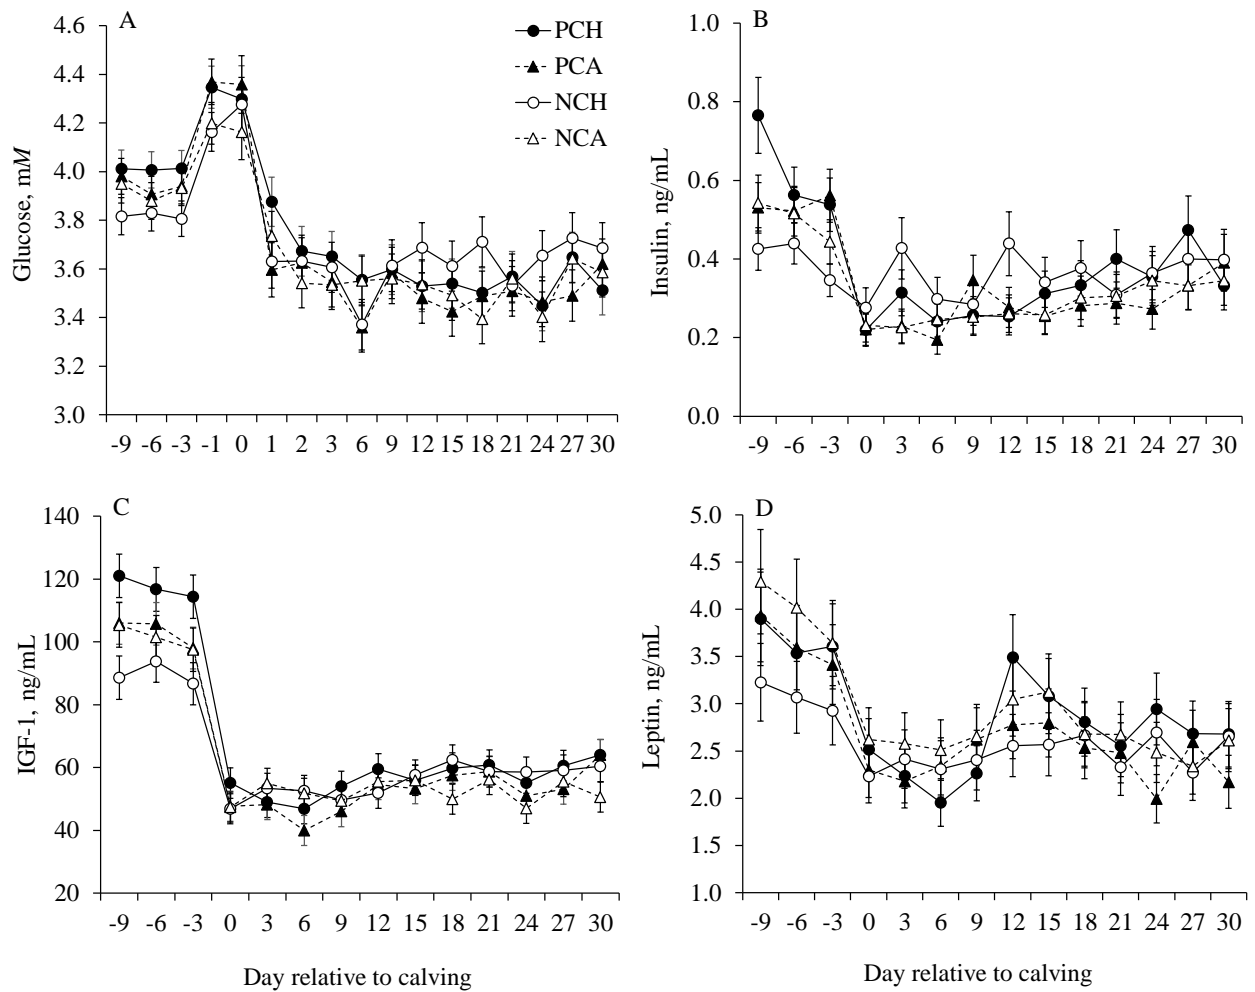 A
4.6
4.4
4.2
4.0
3.8
3.6
3.4
3.2
3.0
Glucose, mM
PCH
PCA
NCH
NCA
-9 -6 -3 -1 0 1 2 3 6 9 12 15 18 21 24 27 30
B
1.0
0.8
0.6
0.4
0.2
0.0
Insulin, ng/mL
-9 -6 -3 0 3 6 9 12 15 18 21 24 27 30
C
140
120
100
80
60
40
20
IGF-1, ng/mL
-9 -6 -3 0 3 6 9 12 15 18 21 24 27 30
Day relative to calving
D
5.0
4.5
4.0
3.5
3.0
2.5
2.0
1.5
1.0
Leptin, ng/mL
-9 -6 -3 0 3 6 9 12 15 18 21 24 27 30
Day relative to calving